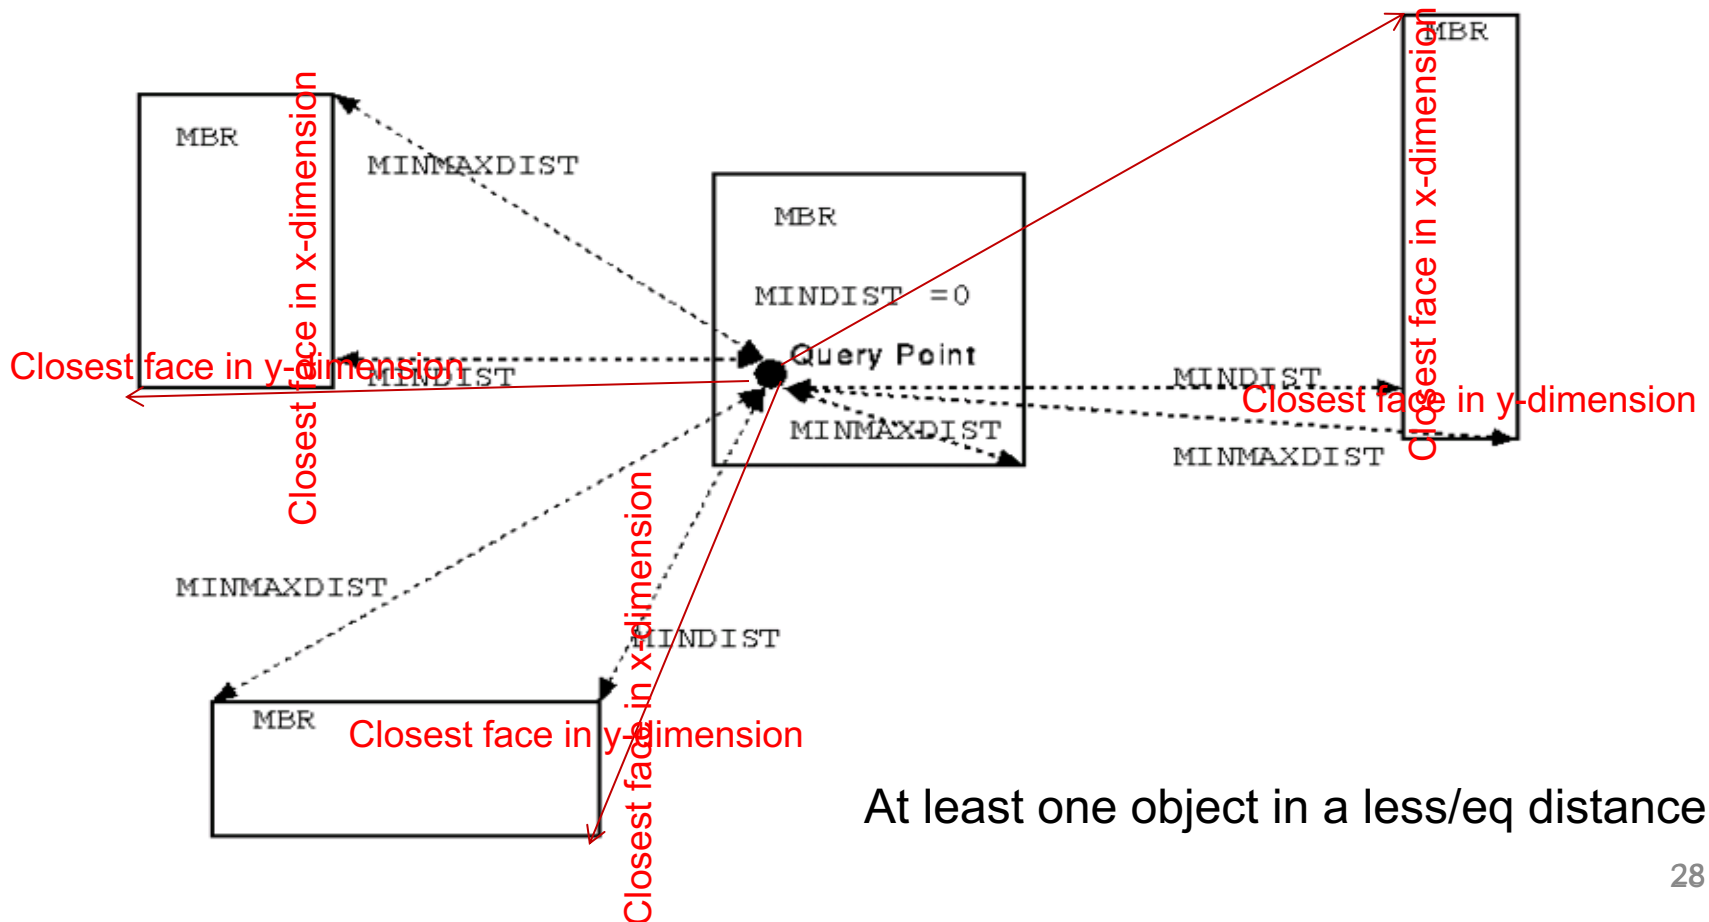 MBR
Closest face in x-dimension
MINMAXDIST
MBR
MINDIST =0
Query Point
MINMAXDIST
MBR
Closest face in x-dimension
Closest face in y-dimension
MINDIST
MINDIST
Closest face in y-dimension
MINMAXDIST
MINMAXDIST
MINDIST
Closest face in x-dimension
MBR
Closest face in y-dimension
At least one object in a less/eq distance
28